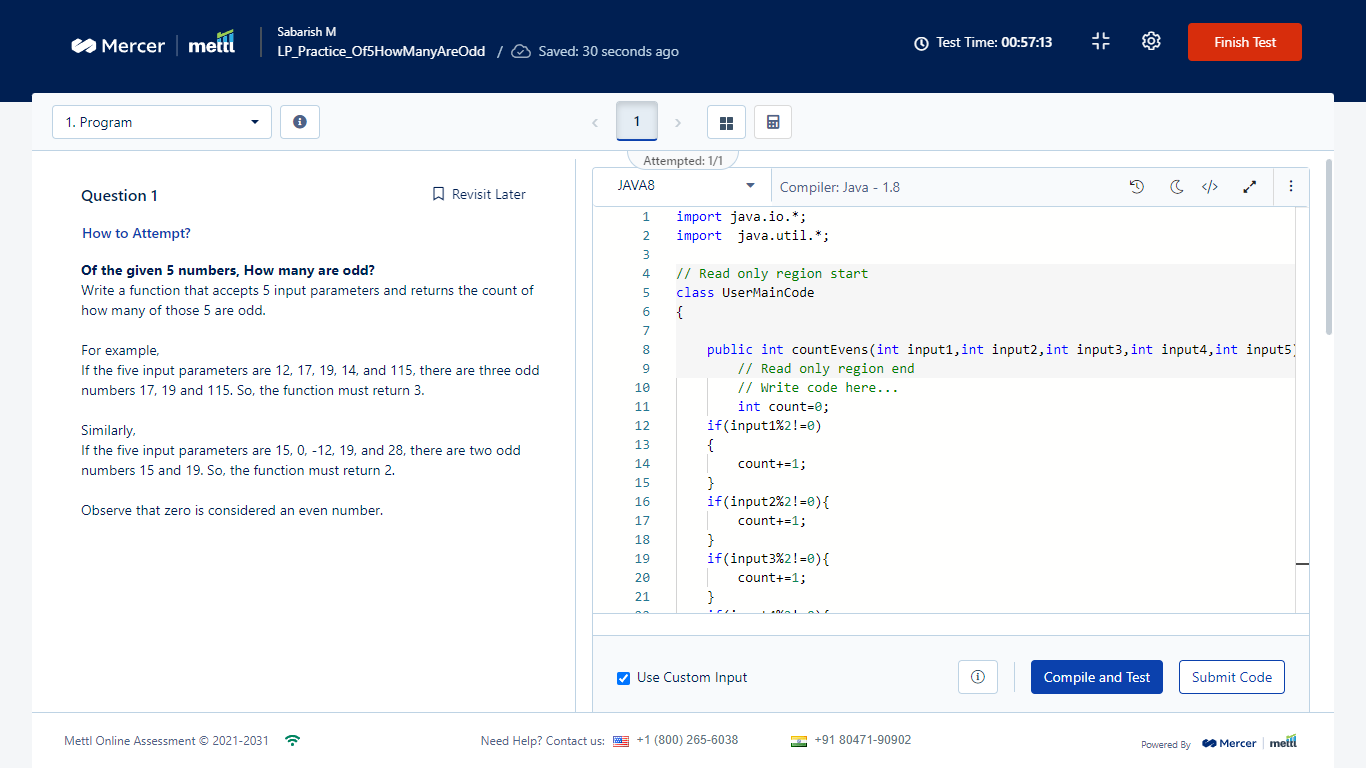 Mercer mettl
Sabarish M
LP_Practice_Of5HowManyAreOdd / Saved: 30 seconds ago
Test Time: 00:57:13
Finish Test
1. Program
1
Attempted: 1/1
Question 1
Revisit Later
How to Attempt?
Of the given 5 numbers, How many are odd?
Write a function that accepts 5 input parameters and returns the count of
how many of those 5 are odd.
For example,
If the five input parameters are 12, 17, 19, 14, and 115, there are three odd
numbers 17, 19 and 115. So, the function must return 3.
Similarly,
If the five input parameters are 15, 0, -12, 19, and 28, there are two odd
numbers 15 and 19. So, the function must return 2.
Observe that zero is considered an even number.
JAVA8
Compiler: Java - 1.8
1 import java.io.*;
2 import  java.util.*;
3
4 // Read only region start
5 class UserMainCode
6 {
7
8     public int countEvens(int input1,int input2,int input3,int input4,int input5)
9         // Read only region end
10         // Write code here...
11         int count=0;
12     if(input1%2!=0)
13     {
14         count+=1;
15     }
16     if(input2%2!=0){
17         count+=1;
18     }
19     if(input3%2!=0){
20         count+=1;
21     }
Use Custom Input
Compile and Test
Submit Code
Mettl Online Assessment © 2021-2031
Need Help? Contact us: +1 (800) 265-6038
+91 80471-90902
Powered By Mercer mettl